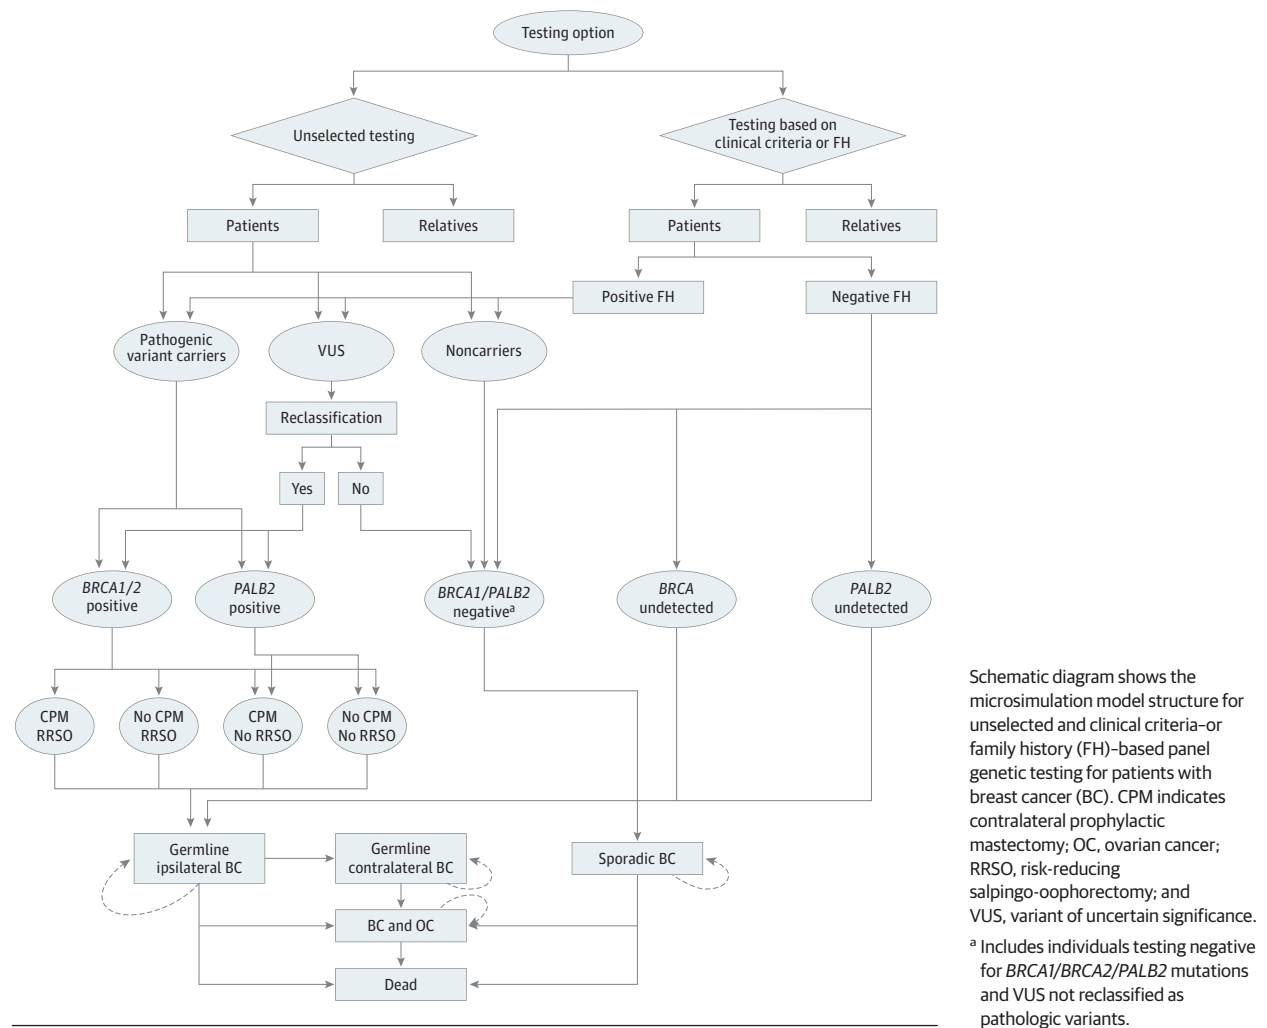 Testing option
Unselected testing
Testing based on
clinical criteria or FH
Patients
Relatives
Patients
Relatives
Positive FH
Negative FH
Pathogenic
variant carriers
VUS
Noncarriers
Reclassification
Yes
No
BRCA1/2
positive
PALB2
positive
BRCA1/PALB2
negativea
BRCA
undetected
PALB2
undetected
CPM
RRSO
No CPM
RRSO
CPM
No RRSO
No CPM
No RRSO
Germline
ipsilateral BC
Germline
contralateral BC
Sporadic BC
BC and OC
Dead
Schematic diagram shows the
microsimulation model structure for
unselected and clinical criteria–or
family history (FH)–based panel
genetic testing for patients with
breast cancer (BC). CPM indicates
contralateral prophylactic
mastectomy; OC, ovarian cancer;
RRSO, risk-reducing
salpingo-oophorectomy; and
VUS, variant of uncertain significance.
a Includes individuals testing negative
for BRCA1/BRCA2/PALB2 mutations
and VUS not reclassified as
pathologic variants.